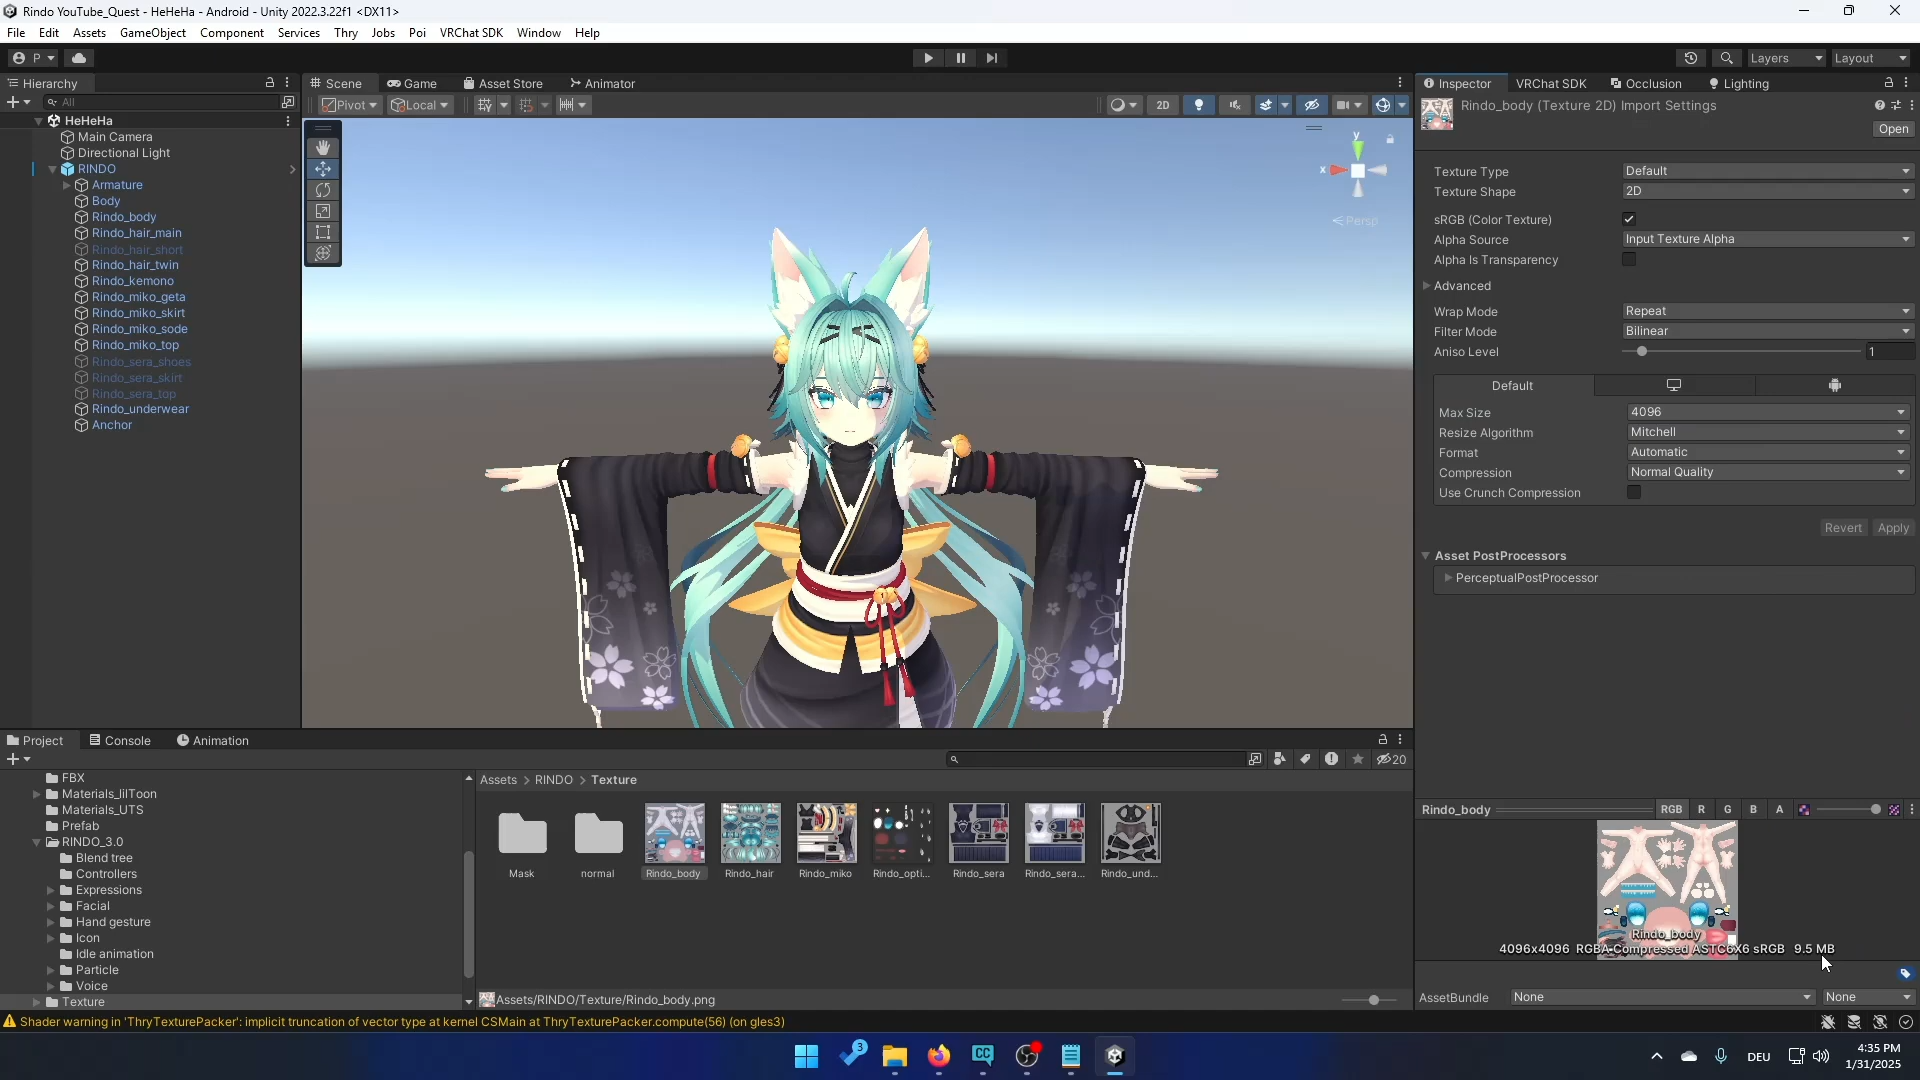 Rindo YouTube_Quest - HeHeHa - Android - Unity 2022.3.22f1 <DX11>
File Edit Assets GameObject Component Services Thry Jobs Poi VRChat SDK Window Help
P Layers Layout
Hierarchy
All
HeHeHa
Main Camera
Directional Light
RINDO
Armature
Body
Rindo_body
Rindo_hair_main
Rindo_hair_short
Rindo_hair_twin
Rindo_kemono
Rindo_miko_geta
Rindo_miko_skirt
Rindo_miko_sode
Rindo_miko_top
Rindo_sera_shoes
Rindo_sera_skirt
Rindo_sera_top
Rindo_underwear
Anchor
Scene Game Asset Store Animator
Pivot Local 2D
y
x
Persp
Inspector VRChat SDK Occlusion Lighting
Rindo_body (Texture 2D) Import Settings
Open
Texture Type Default
Texture Shape 2D
sRGB (Color Texture)
Alpha Source Input Texture Alpha
Alpha Is Transparency
Advanced
Wrap Mode Repeat
Filter Mode Bilinear
Aniso Level 1
Default
Max Size 4096
Resize Algorithm Mitchell
Format Automatic
Compression Normal Quality
Use Crunch Compression
Revert Apply
Asset PostProcessors
PerceptualPostProcessor
Project Console Animation
20
FBX
Materials_lilToon
Materials_UTS
Prefab
RINDO_3.0
Blend tree
Controllers
Expressions
Facial
Hand gesture
Icon
Idle animation
Particle
Voice
Texture
Assets > RINDO > Texture
Mask normal Rindo_body Rindo_hair Rindo_miko Rindo_opti... Rindo_sera Rindo_sera... Rindo_und...
Assets/RINDO/Texture/Rindo_body.png
Rindo_body RGB R G B A
Rindo_body
4096x4096 RGBA Compressed ASTC6X6 sRGB 9.5 MB
AssetBundle None None
Shader warning in 'ThryTexturePacker': implicit truncation of vector type at kernel CSMain at ThryTexturePacker.compute(56) (on gles3)
3
CC
DEU
4:35 PM
1/31/2025